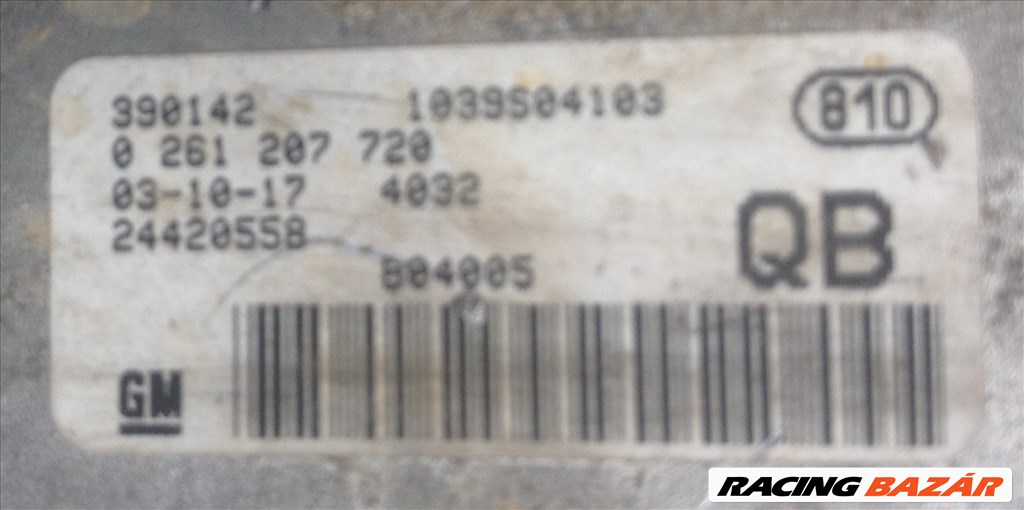 390142 1039S04103 810
0 261 207 720
03-10-17 4032
24420558 QB
B04005
GM
RACING BAZÁR